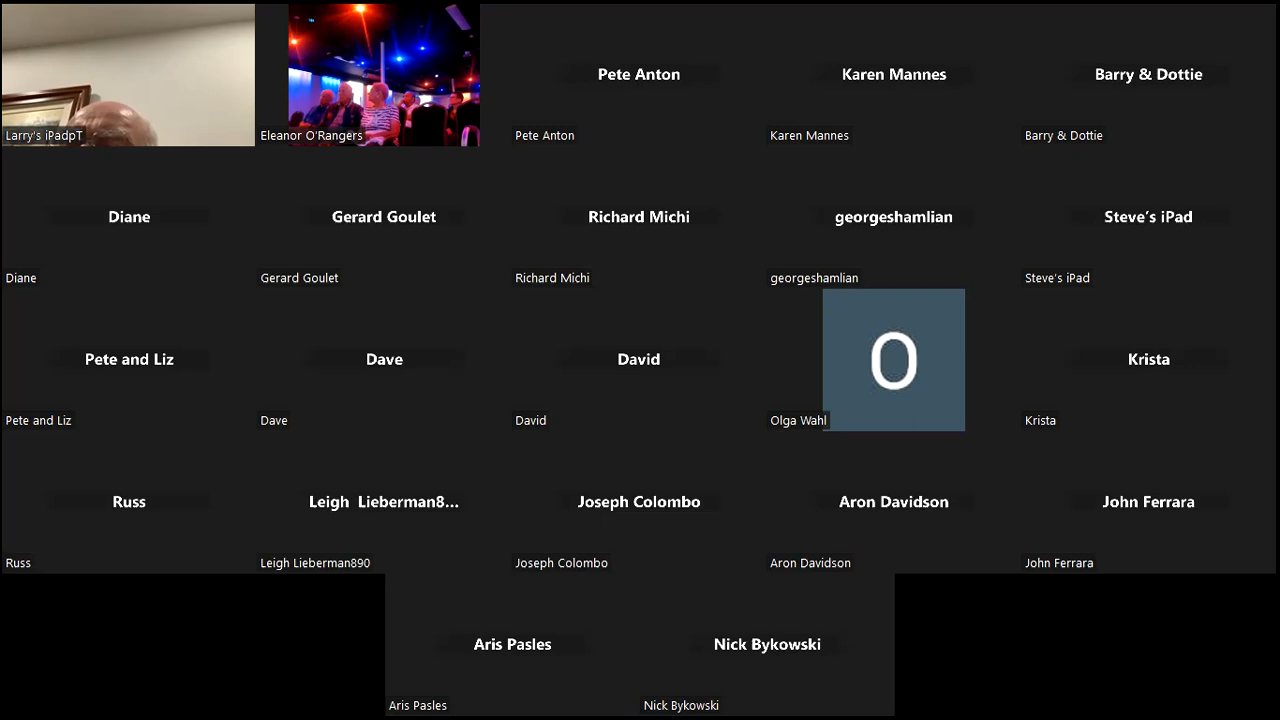 Larry's iPadpT
Eleanor O'Rangers
Pete Anton
Pete Anton
Karen Mannes
Karen Mannes
Barry & Dottie
Barry & Dottie
Diane
Diane
Gerard Goulet
Gerard Goulet
Richard Michi
Richard Michi
georgeshamlian
georgeshamlian
Steve’s iPad
Steve’s iPad
Pete and Liz
Pete and Liz
Dave
Dave
David
David
O
Olga Wahl
Krista
Krista
Russ
Russ
Leigh Lieberman8...
Leigh Lieberman890
Joseph Colombo
Joseph Colombo
Aron Davidson
Aron Davidson
John Ferrara
John Ferrara
Aris Pasles
Aris Pasles
Nick Bykowski
Nick Bykowski